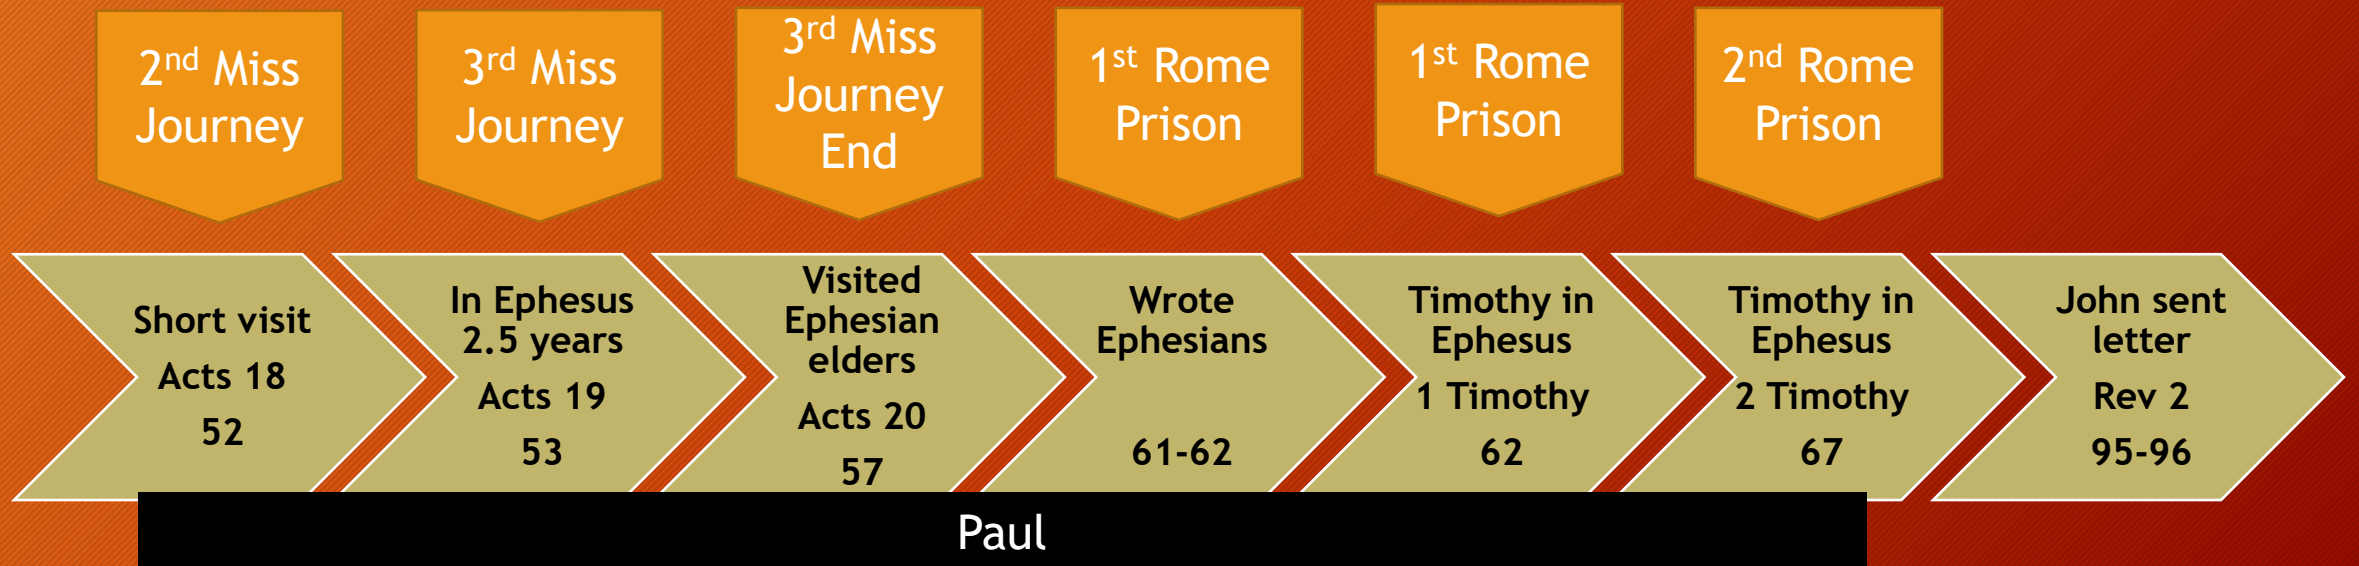 2nd Miss
Journey
3rd Miss
Journey
3rd Miss
Journey
End
1st Rome
Prison
1st Rome
Prison
2nd Rome
Prison
Short visit
Acts 18
52
In Ephesus
2.5 years
Acts 19
53
Visited
Ephesian
elders
Acts 20
57
Wrote
Ephesians
61-62
Timothy in
Ephesus
1 Timothy
62
Timothy in
Ephesus
2 Timothy
67
John sent
letter
Rev 2
95-96
Paul